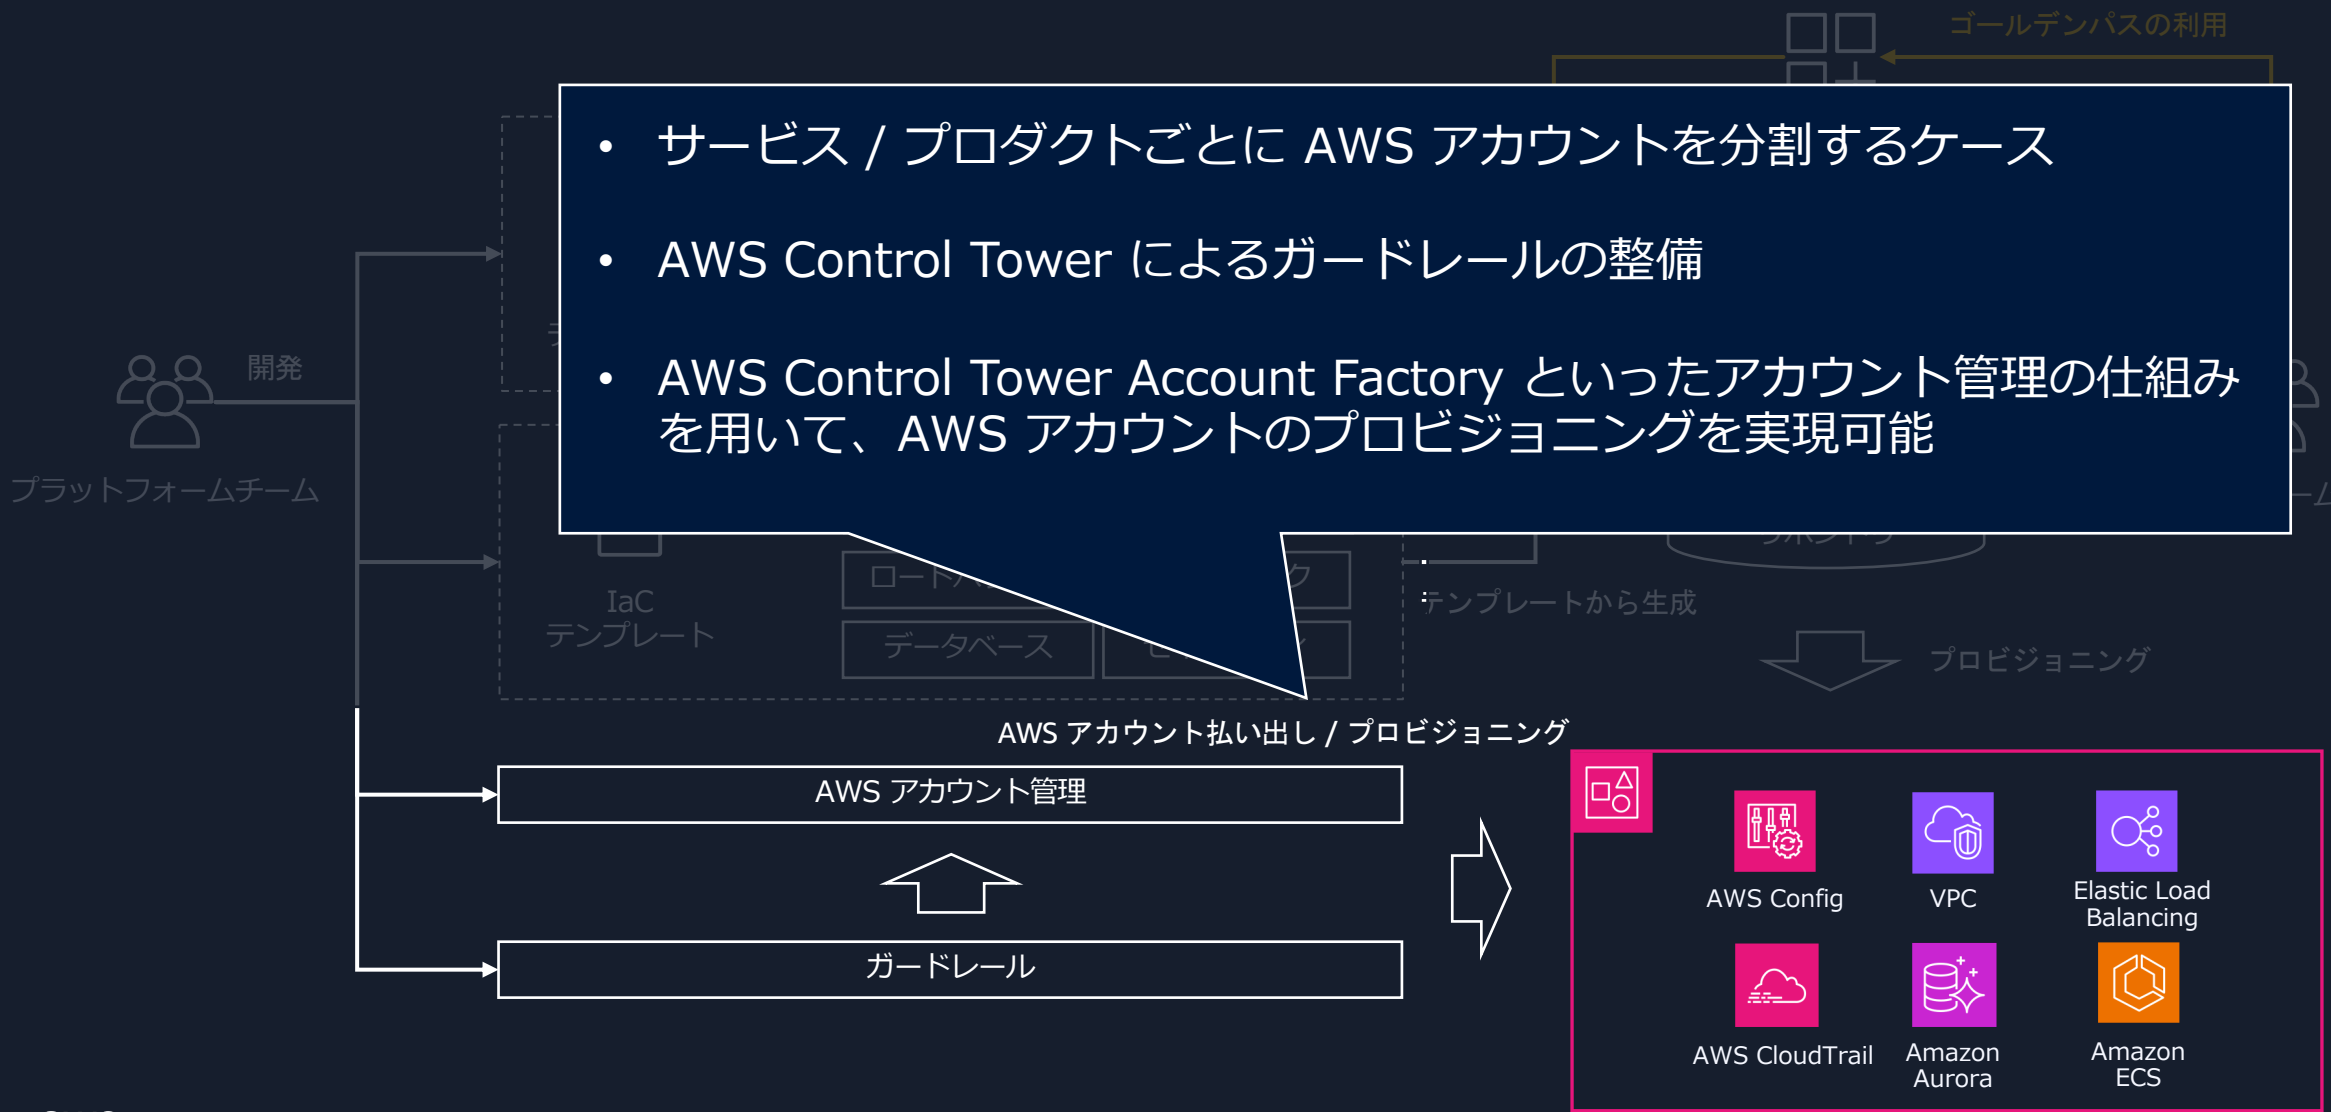 ゴールデンパスの利用
• サービス / プロダクトごとに AWS アカウントを分割するケース
• AWS Control Tower によるガードレールの整備
• AWS Control Tower Account Factory といったアカウント管理の仕組み
を用いて、AWS アカウントのプロビジョニングを実現可能
開発
プラットフォームチーム
IaC
テンプレート
データベース
テンプレートから生成
プロビジョニング
AWS アカウント払い出し / プロビジョニング
AWS アカウント管理
ガードレール
AWS Config
VPC
Elastic Load
Balancing
AWS CloudTrail
Amazon
Aurora
Amazon
ECS